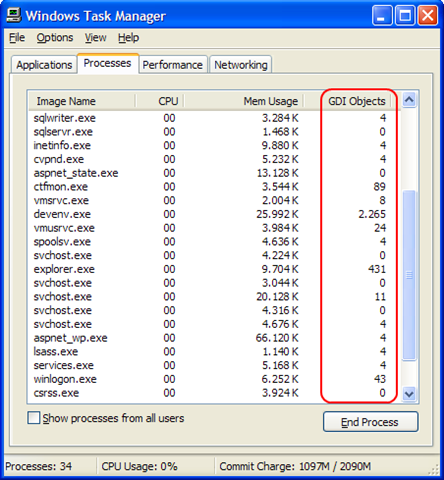 Windows Task Manager
File Options View Help
Applications Processes Performance Networking
Image Name CPU Mem Usage GDI Objects
sqlwriter.exe 00 3.284 K 4
sqlservr.exe 00 1.468 K 0
inetinfo.exe 00 9.880 K 4
cvpnd.exe 00 5.232 K 4
aspnet_state.exe 00 13.128 K 0
ctfmon.exe 00 3.544 K 89
vmsrvc.exe 00 2.004 K 8
devenv.exe 00 25.992 K 2.265
vmusrvc.exe 00 3.984 K 24
spoolsv.exe 00 4.636 K 4
svchost.exe 00 4.224 K 0
explorer.exe 00 9.704 K 431
svchost.exe 00 3.044 K 0
svchost.exe 00 20.128 K 11
svchost.exe 00 4.316 K 0
svchost.exe 00 4.676 K 4
aspnet_wp.exe 00 66.120 K 4
lsass.exe 00 1.140 K 4
services.exe 00 5.168 K 4
winlogon.exe 00 6.252 K 43
csrss.exe 00 3.924 K 0
Show processes from all users End Process
Processes: 34 CPU Usage: 0% Commit Charge: 1097M / 2090M